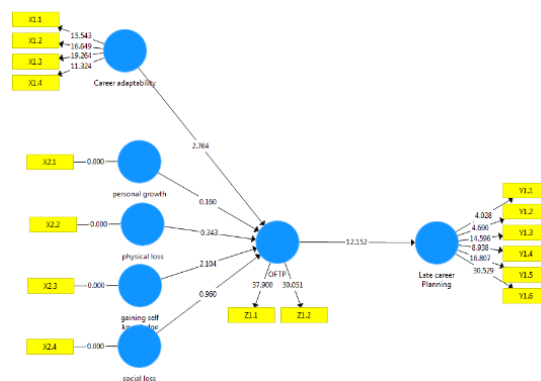 X1.1
15.543
X1.2
16.649
X1.3
19.264
11.324
X1.4
Career adaptability
2.764
X2.1
0.000
personal growth
0.160
X2.2
0.000
physical loss
0.343
X2.3
0.000
gaining self
2.104
X2.4
0.000
social loss
0.960
OFTP
37.900
Z1.1
Z1.2
12.152
Late career
Planning
Y1.1
4.028
Y1.2
4.690
Y1.3
14.596
Y1.4
8.938
Y1.5
16.807
Y1.6
30.529